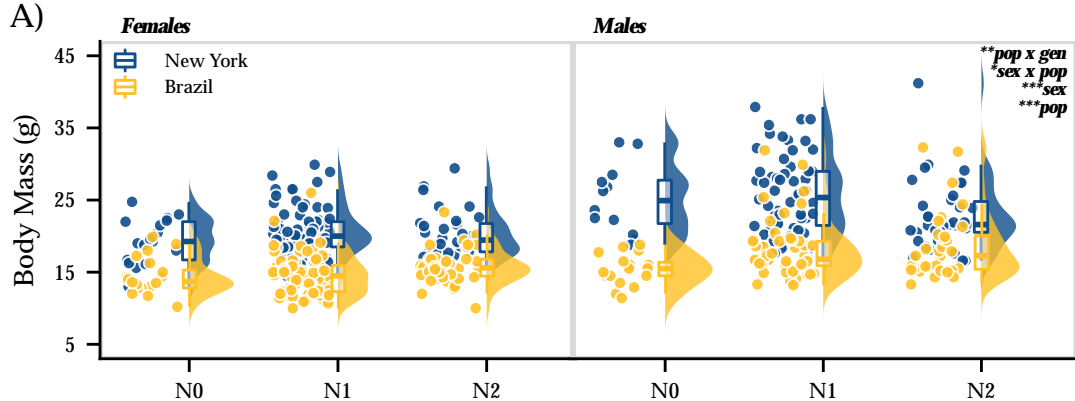 A)
Females
Males
New York
Brazil
**pop x gen
*sex x pop
***sex
***pop
Body Mass (g)
45
35
25
15
5
N0
N1
N2
N0
N1
N2